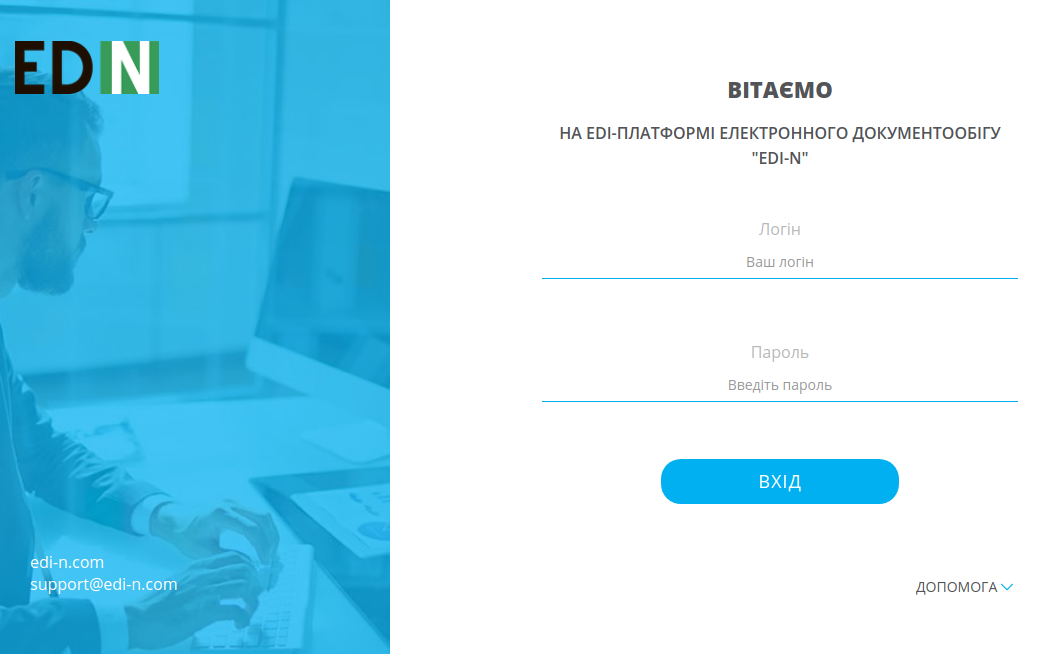 EDIN
ВІТАЄМО
НА EDI-ПЛАТФОРМІ ЕЛЕКТРОННОГО ДОКУМЕНТООБІГУ
"EDI-N"
Логін
Ваш логін
Пароль
Введіть пароль
ВХІД
edi-n.com
support@edi-n.com
ДОПОМОГА